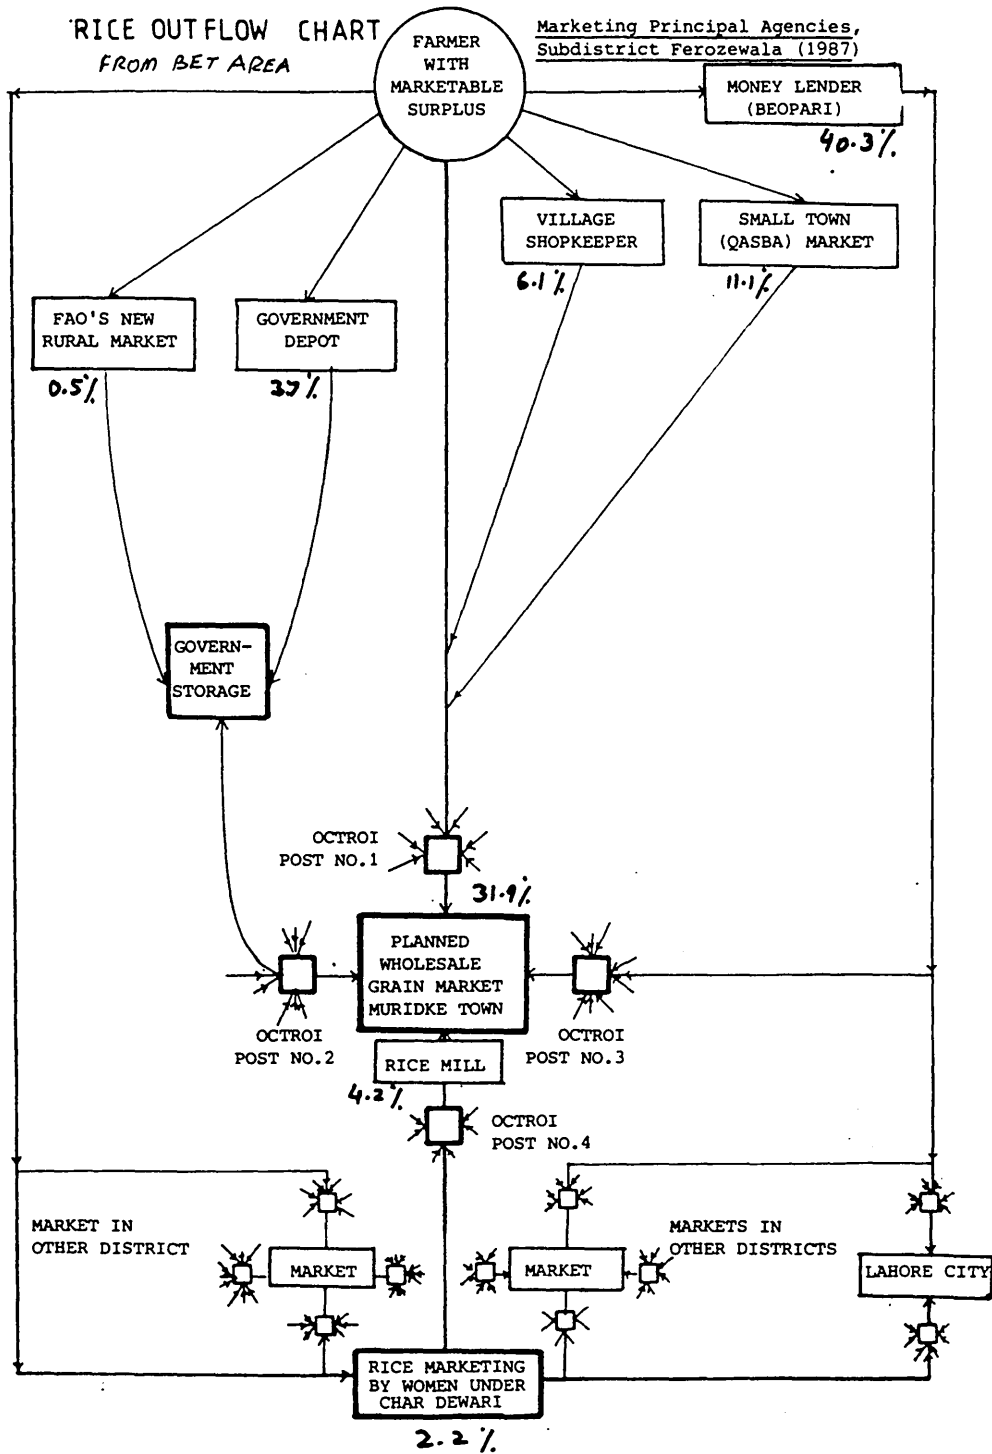 RICE OUTFLOW CHART
FROM BET AREA
Marketing Principal Agencies,
Subdistrict Ferozewala (1987)
FARMER
WITH
MARKETABLE
SURPLUS
MONEY LENDER
(BEOPARI)
40.3%
VILLAGE
SHOPKEEPER
6.1%
SMALL TOWN
(QASBA) MARKET
11.1%
FAO'S NEW
RURAL MARKET
0.5%
GOVERNMENT
DEPOT
37%
GOVERN-
MENT
STORAGE
OCTROI
POST NO.1
31.9%
PLANNED
WHOLESALE
GRAIN MARKET
MURIDKE TOWN
OCTROI
POST NO.2
OCTROI
POST NO.3
RICE MILL
4.2%
OCTROI
POST NO.4
MARKET IN
OTHER DISTRICT
MARKET
MARKETS IN
OTHER DISTRICTS
MARKET
LAHORE CITY
RICE MARKETING
BY WOMEN UNDER
CHAR DEWARI
2.2%